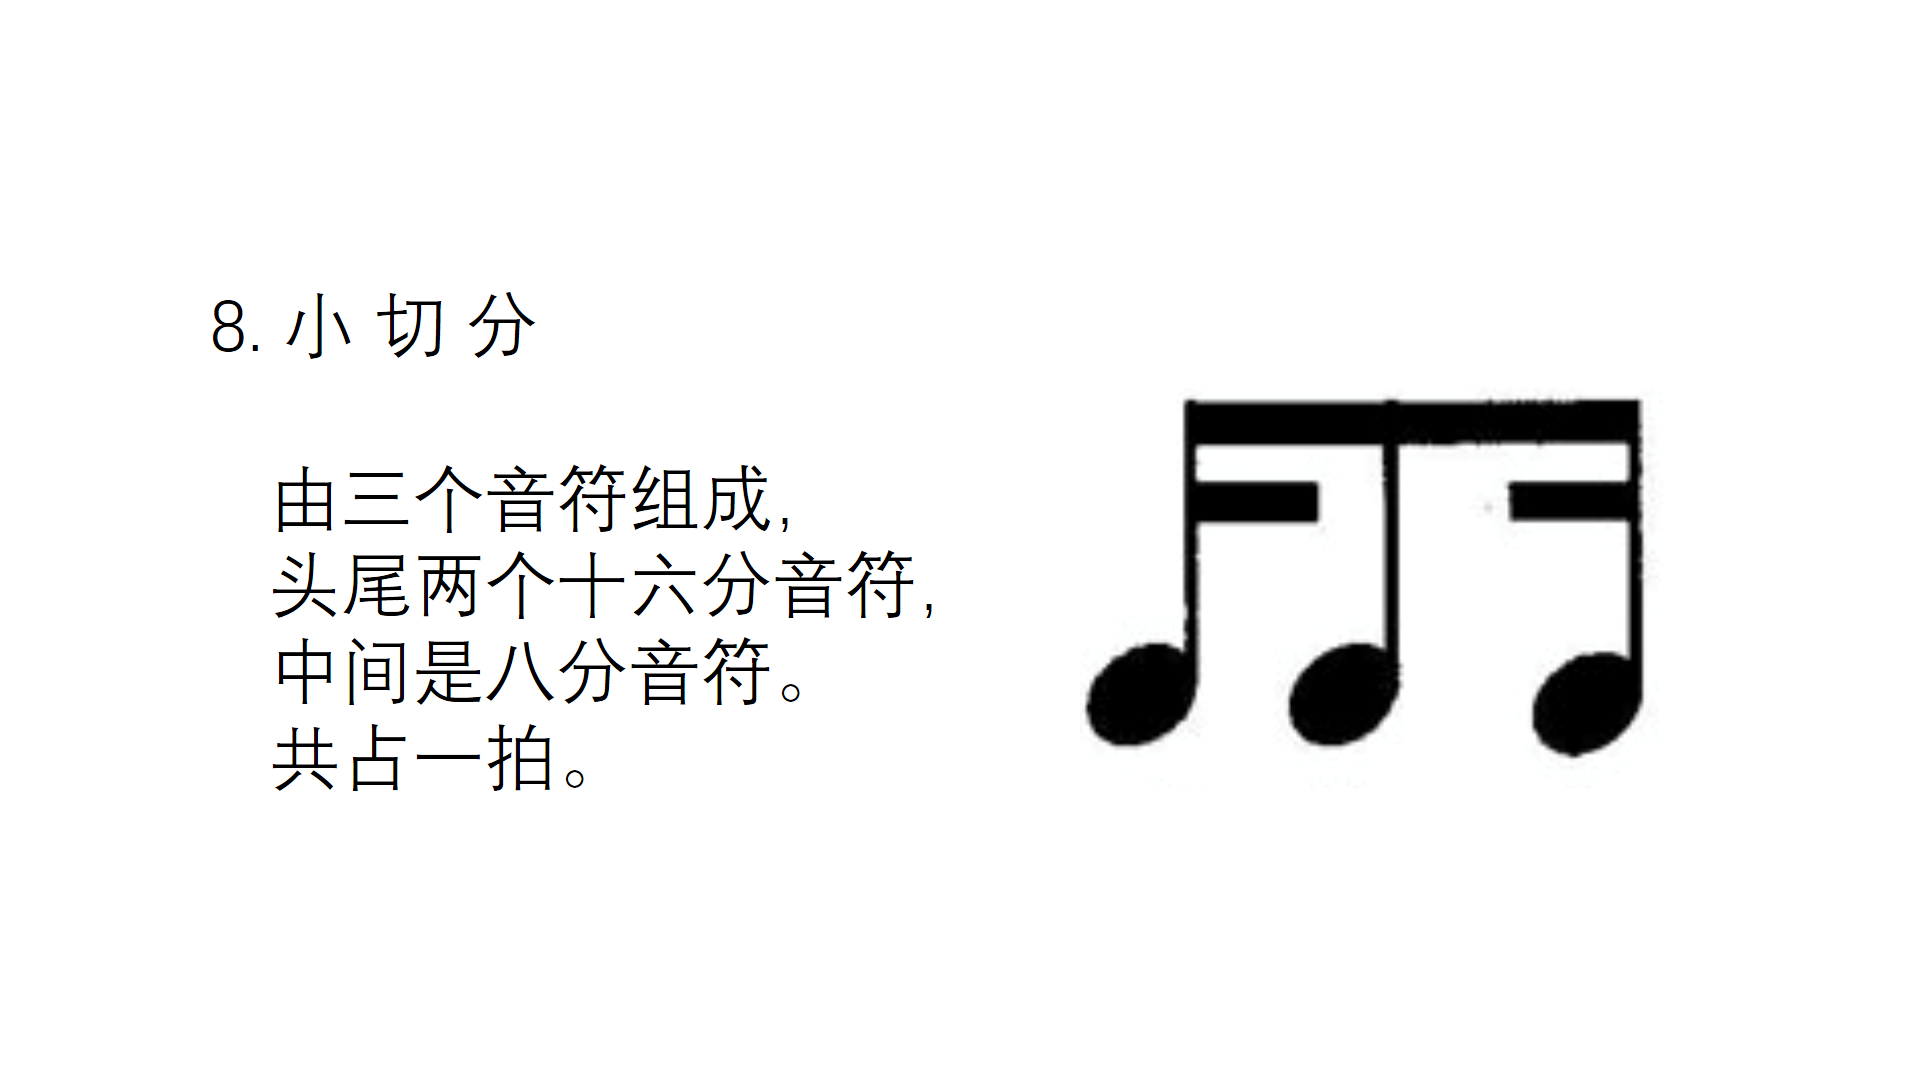 8. 小 切 分
由三个音符组成,
头尾两个十六分音符,
中间是八分音符。
共占一拍。